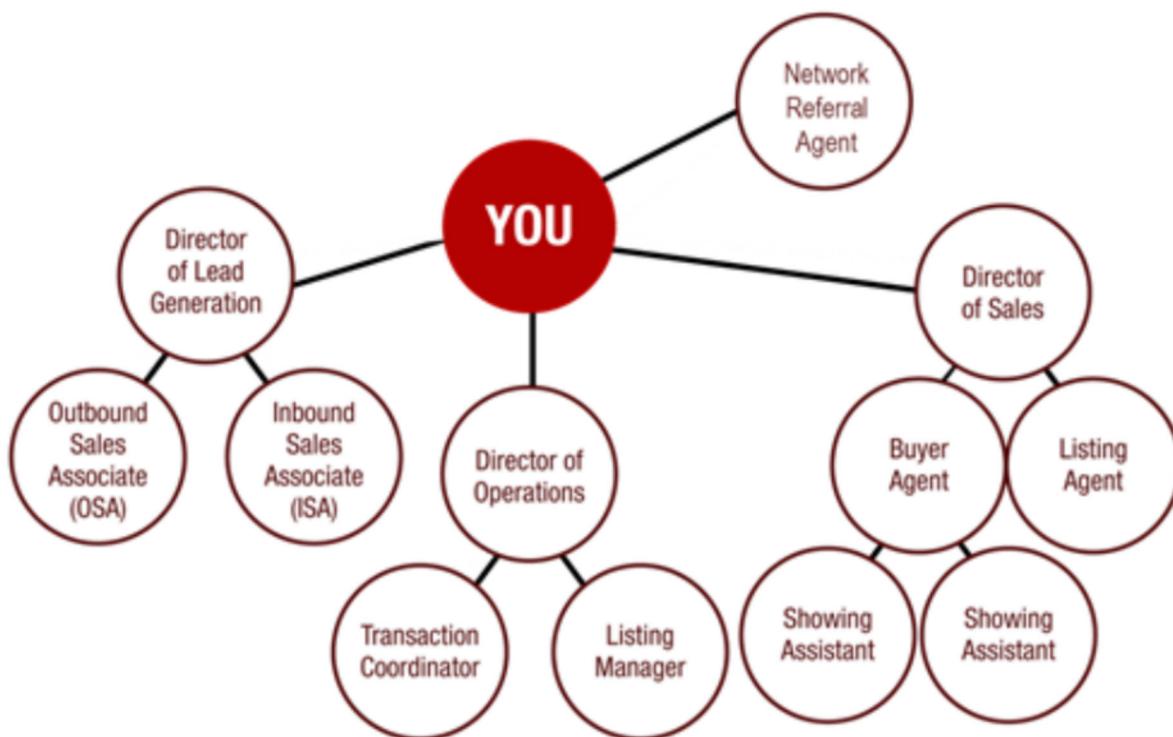 Network
Referral
Agent
YOU
Director
of Lead
Generation
Director
of Sales
Outbound
Sales
Associate
(OSA)
Inbound
Sales
Associate
(ISA)
Director of
Operations
Buyer
Agent
Listing
Agent
Transaction
Coordinator
Listing
Manager
Showing
Assistant
Showing
Assistant